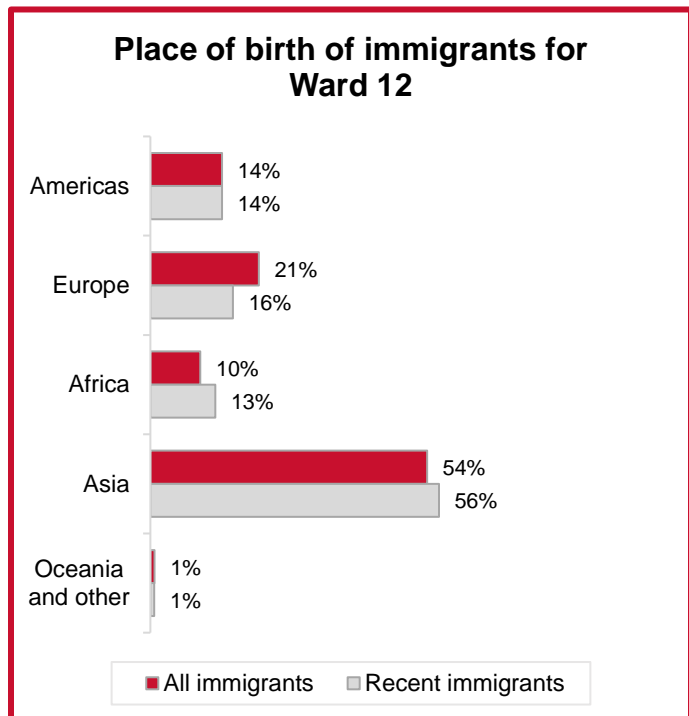 Place of birth of immigrants for
Ward 12
Americas
14%
14%
Europe
21%
16%
Africa
10%
13%
Asia
54%
56%
Oceania
and other
1%
1%
All immigrants
Recent immigrants